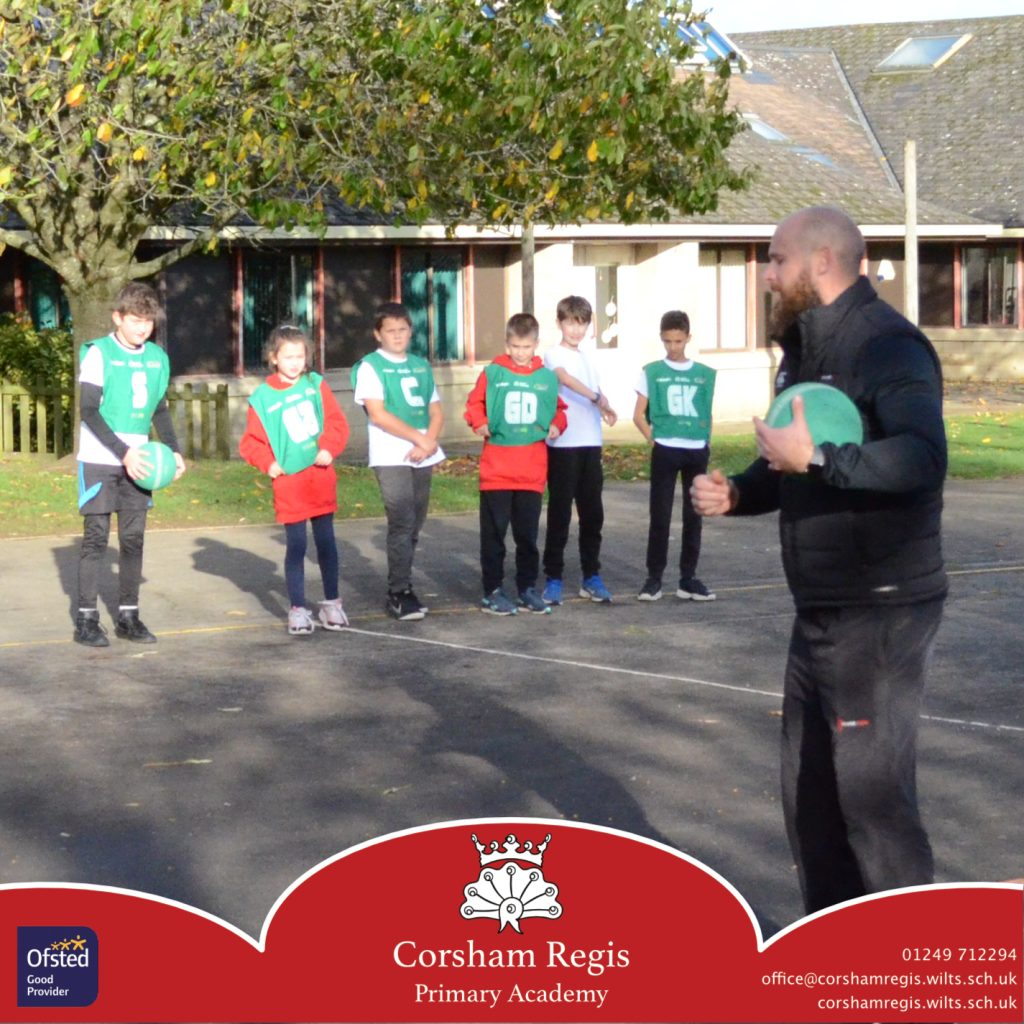 S
C
GD
GK
Ofsted
Good
Provider
Corsham Regis
Primary Academy
01249 712294
office@corshamregis.wilts.sch.uk
corshamregis.wilts.sch.uk